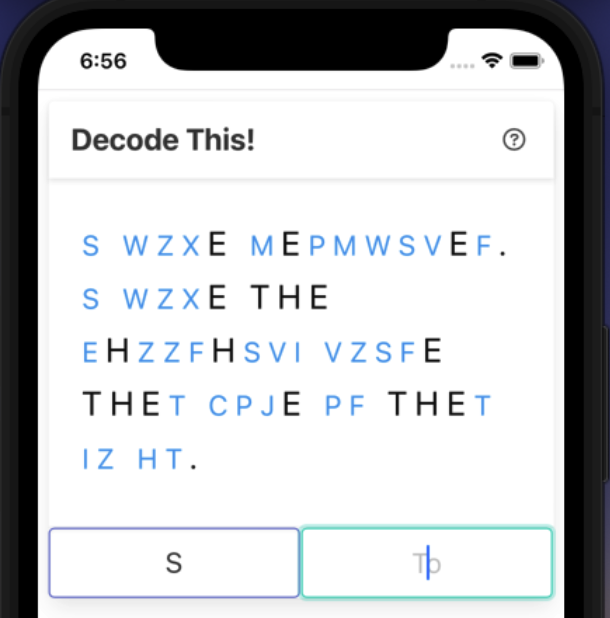 6:56
Decode This!
S WZXE MEPMWSVEF.
S WZXE THE
EHZZFHSVI VZSFE
THET CPJE PF THET
IZ HT.
S To